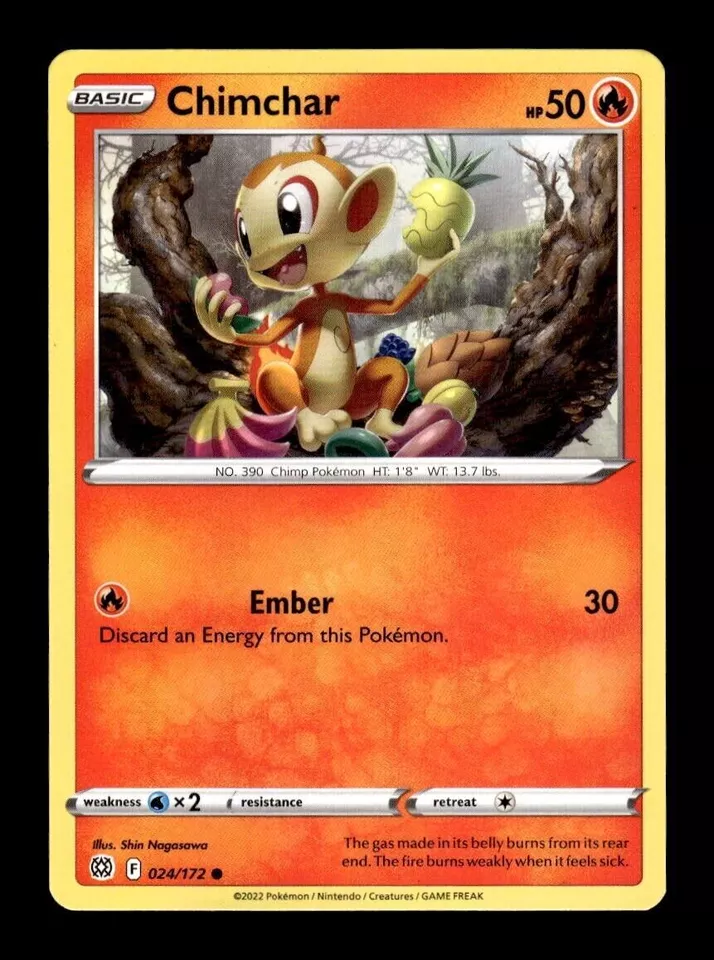 BASIC Chimchar HP 50
NO. 390 Chimp Pokémon HT: 1'8" WT: 13.7 lbs.
Ember 30
Discard an Energy from this Pokémon.
weakness ×2 resistance retreat
Illus. Shin Nagasawa
The gas made in its belly burns from its rear
end. The fire burns weakly when it feels sick.
F 024/172
©2022 Pokémon / Nintendo / Creatures / GAME FREAK